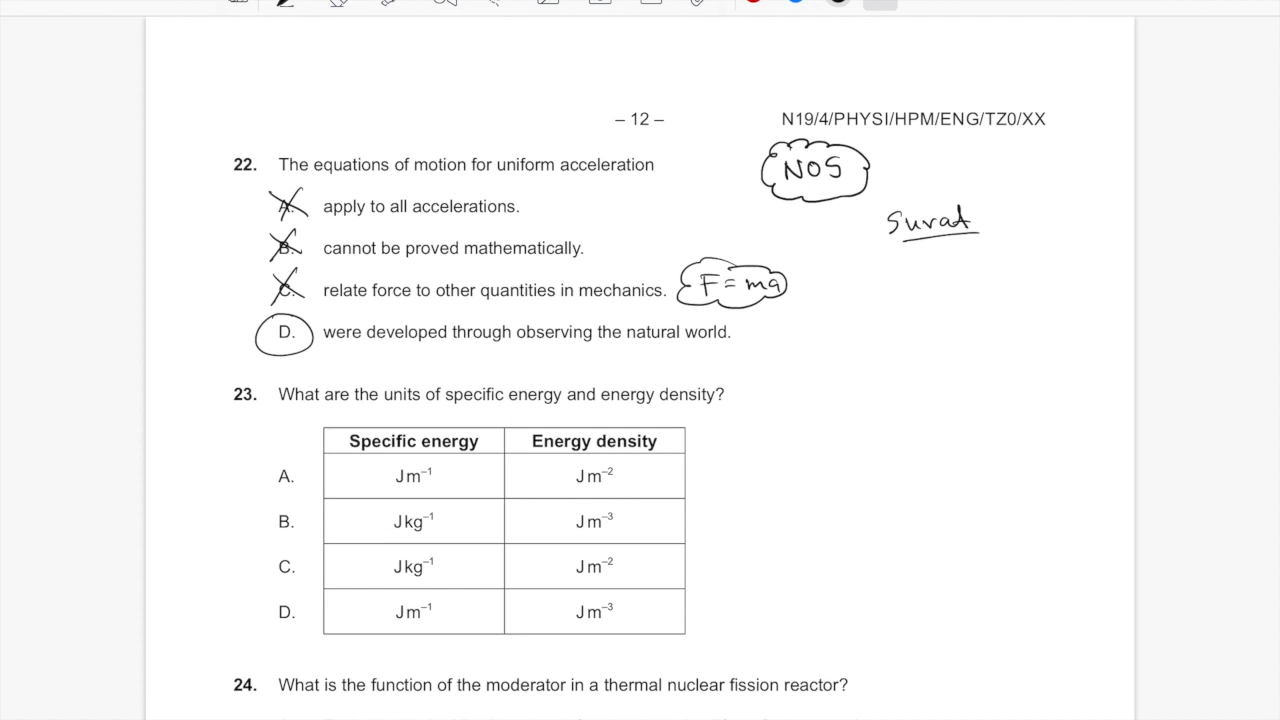 – 12 –
N19/4/PHYSI/HPM/ENG/TZ0/XX
22. The equations of motion for uniform acceleration
NOS
A. apply to all accelerations.
Suvat
B. cannot be proved mathematically.
C. relate force to other quantities in mechanics. F = ma
D. were developed through observing the natural world.
23. What are the units of specific energy and energy density?
Specific energy Energy density
A. J m⁻¹ J m⁻²
B. J kg⁻¹ J m⁻³
C. J kg⁻¹ J m⁻²
D. J m⁻¹ J m⁻³
24. What is the function of the moderator in a thermal nuclear fission reactor?